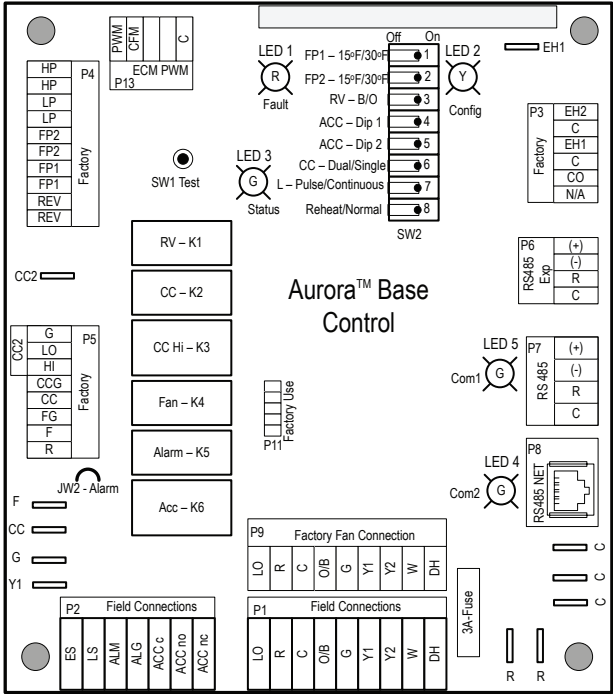 PWM
CFM
C
ECM PWM
P13
LED 1
R
Fault
Off On
FP1 – 15ºF/30ºF 1
FP2 – 15ºF/30ºF 2
RV – B/O 3
ACC – Dip 1 4
ACC – Dip 2 5
CC – Dual/Single 6
L – Pulse/Continuous 7
Reheat/Normal 8
SW2
LED 2
Y
Config
EH1
P4
HP
HP
LP
LP
FP2
FP2
FP1
FP1
REV
REV
Factory
SW1 Test
LED 3
G
Status
P3
EH2
C
EH1
C
CO
N/A
Factory
RV – K1
CC – K2
CC Hi – K3
Fan – K4
Alarm – K5
Acc – K6
Aurora™ Base
Control
P6
RS485
Exp
(+)
(-)
R
C
CC2
CC2
P5
G
LO
HI
CCG
CC
FG
F
R
Factory
P11
Factory Use
LED 5
Com1
G
P7
RS 485
(+)
(-)
R
C
JW2 - Alarm
LED 4
Com2
G
P8
RS485 NET
F
CC
G
Y1
P9 Factory Fan Connection
LO R C O/B G Y1 Y2 W DH
C
C
C
P2 Field Connections
ES LS ALM ALG ACC c ACC no ACC nc
P1 Field Connections
LO R C O/B G Y1 Y2 W DH
3A-Fuse
R R